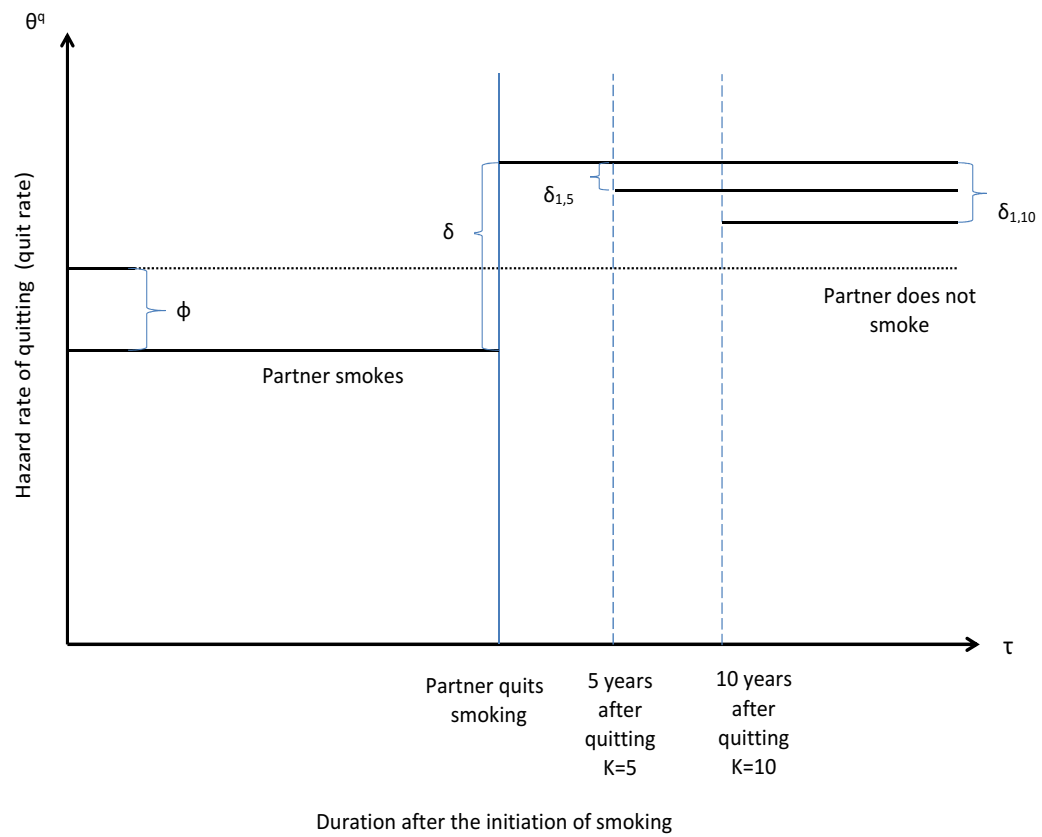 θq
Hazard rate of quitting (quit rate)
δ1,5
δ
δ1,10
ϕ
Partner does not
smoke
Partner smokes
τ
Partner quits
smoking
5 years
after
quitting
K=5
10 years
after
quitting
K=10
Duration after the initiation of smoking